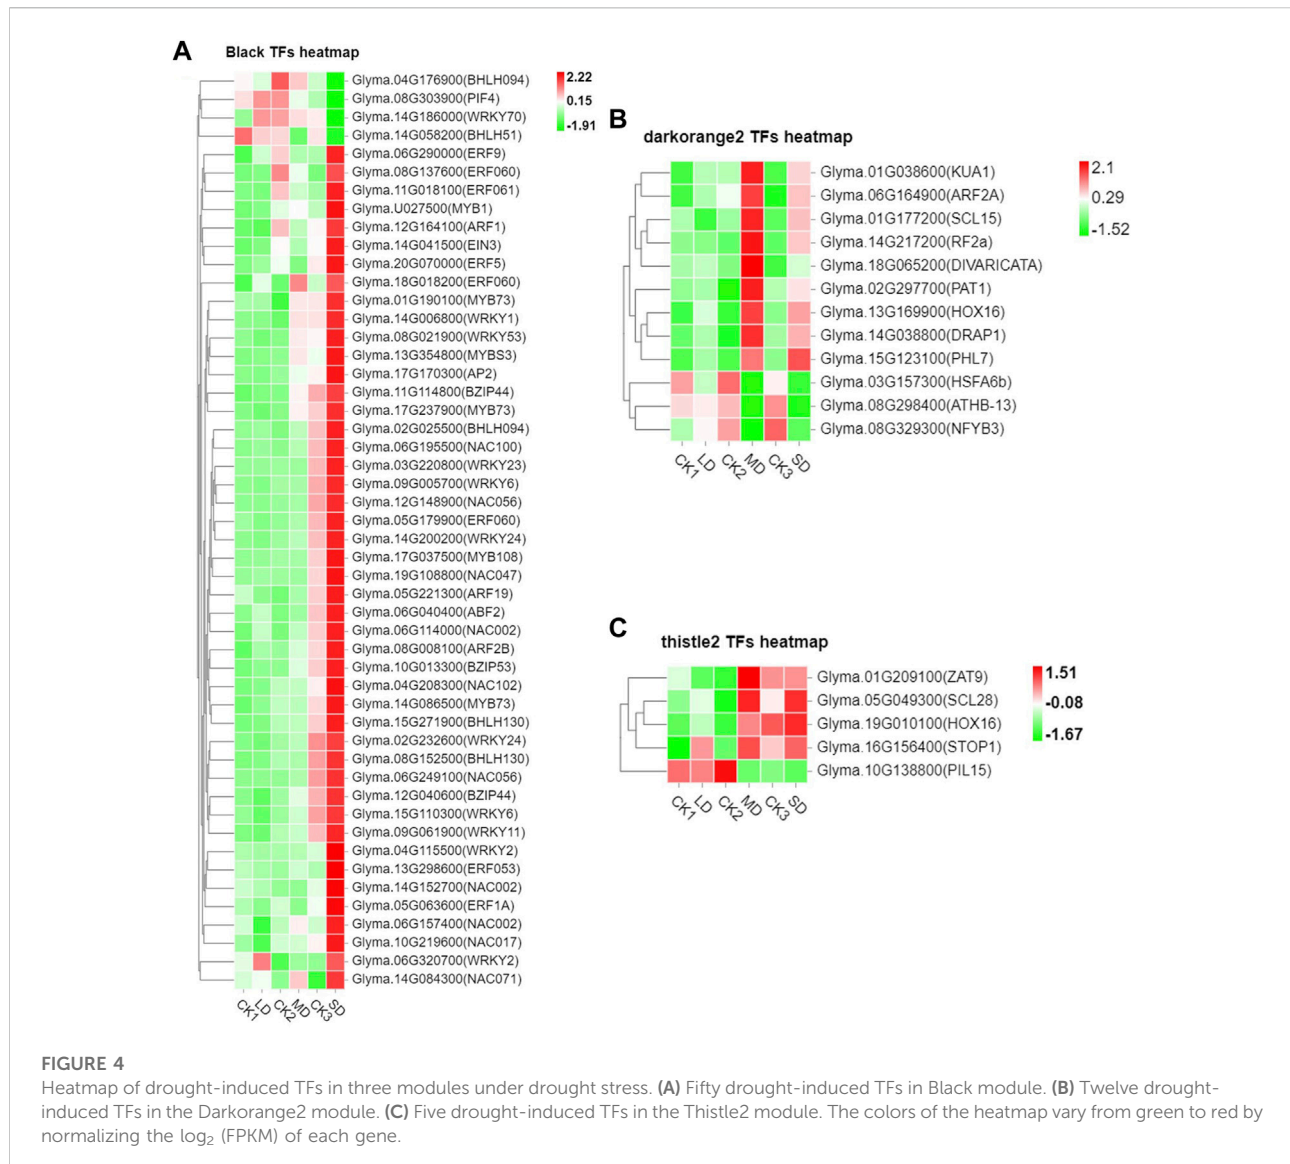 A
Black TFs heatmap
Glyma.04G176900(BHLH094)
Glyma.08G303900(PIF4)
Glyma.14G186000(WRKY70)
Glyma.14G058200(BHLH51)
Glyma.06G290000(ERF9)
Glyma.08G137600(ERF060)
Glyma.11G018100(ERF061)
Glyma.U027500(MYB1)
Glyma.12G164100(ARF1)
Glyma.14G041500(EIN3)
Glyma.20G070000(ERF5)
Glyma.18G018200(ERF060)
Glyma.01G190100(MYB73)
Glyma.14G006800(WRKY1)
Glyma.08G021900(WRKY53)
Glyma.13G354800(MYBS3)
Glyma.17G170300(AP2)
Glyma.11G114800(BZIP44)
Glyma.17G237900(MYB73)
Glyma.02G025500(BHLH094)
Glyma.06G195500(NAC100)
Glyma.03G220800(WRKY23)
Glyma.09G005700(WRKY6)
Glyma.12G148900(NAC056)
Glyma.05G179900(ERF060)
Glyma.14G200200(WRKY24)
Glyma.17G037500(MYB108)
Glyma.19G108800(NAC047)
Glyma.05G221300(ARF19)
Glyma.06G040400(ABF2)
Glyma.06G114000(NAC002)
Glyma.08G008100(ARF2B)
Glyma.10G013300(BZIP53)
Glyma.04G208300(NAC102)
Glyma.14G086500(MYB73)
Glyma.15G271900(BHLH130)
Glyma.02G232600(WRKY24)
Glyma.08G152500(BHLH130)
Glyma.06G249100(NAC056)
Glyma.12G040600(BZIP44)
Glyma.15G110300(WRKY6)
Glyma.09G061900(WRKY11)
Glyma.04G115500(WRKY2)
Glyma.13G298600(ERF053)
Glyma.14G152700(NAC002)
Glyma.05G063600(ERF1A)
Glyma.06G157400(NAC002)
Glyma.10G219600(NAC017)
Glyma.06G320700(WRKY2)
Glyma.14G084300(NAC071)
CK1 LD CK2 MD CK3 SD
2.22
0.15
-1.91
B
darkorange2 TFs heatmap
Glyma.01G038600(KUA1)
Glyma.06G164900(ARF2A)
Glyma.01G177200(SCL15)
Glyma.14G217200(RF2a)
Glyma.18G065200(DIVARICATA)
Glyma.02G297700(PAT1)
Glyma.13G169900(HOX16)
Glyma.14G038800(DRAP1)
Glyma.15G123100(PHL7)
Glyma.03G157300(HSFA6b)
Glyma.08G298400(ATHB-13)
Glyma.08G329300(NFYB3)
CK1 LD CK2 MD CK3 SD
2.1
0.29
-1.52
C
thistle2 TFs heatmap
Glyma.01G209100(ZAT9)
Glyma.05G049300(SCL28)
Glyma.19G010100(HOX16)
Glyma.16G156400(STOP1)
Glyma.10G138800(PIL15)
CK1 LD CK2 MD CK3 SD
1.51
-0.08
-1.67
FIGURE 4
Heatmap of drought-induced TFs in three modules under drought stress. (A) Fifty drought-induced TFs in Black module. (B) Twelve drought-
induced TFs in the Darkorange2 module. (C) Five drought-induced TFs in the Thistle2 module. The colors of the heatmap vary from green to red by
normalizing the log₂ (FPKM) of each gene.